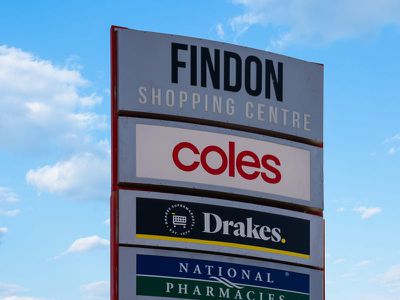 FINDON
SHOPPING CENTRE
coles
Drakes.
NATIONAL
PHARMACIES